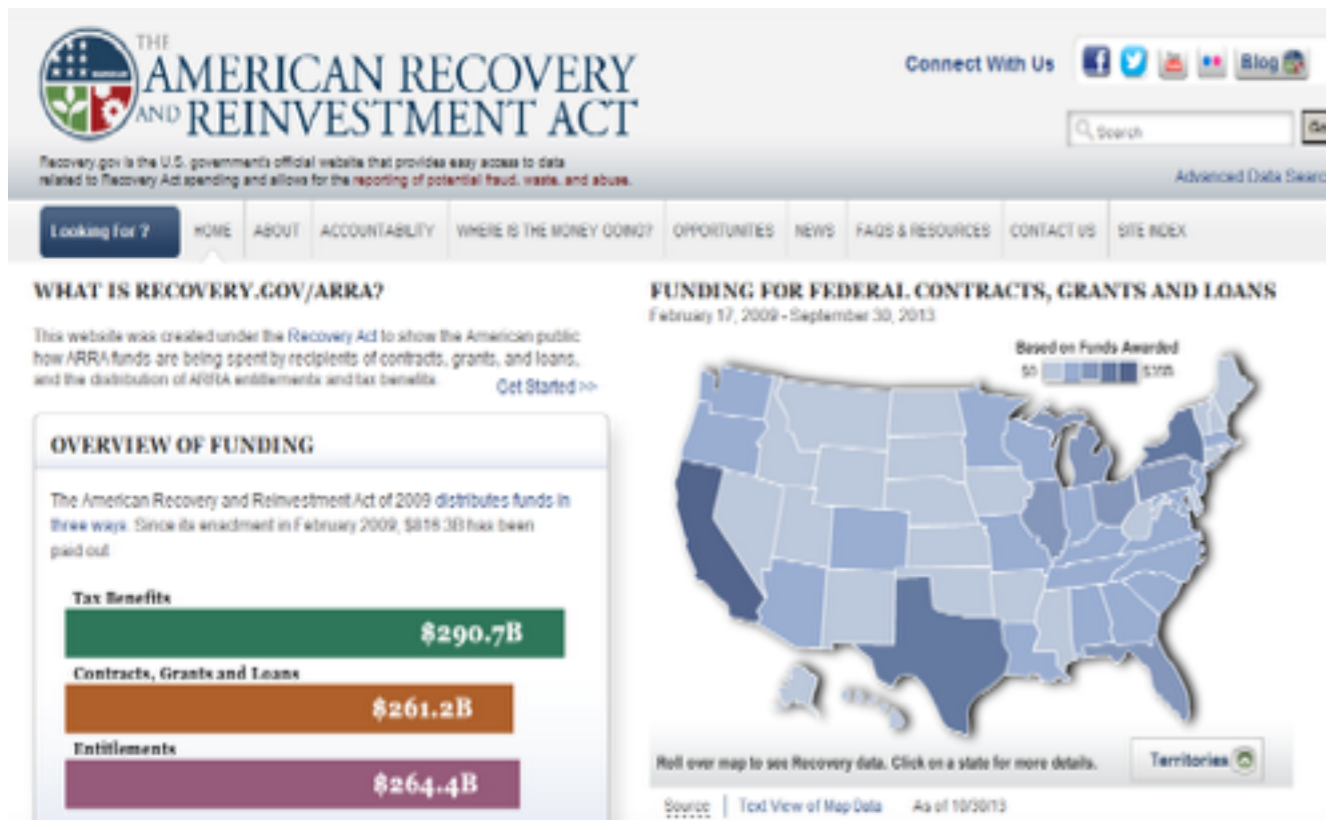 THE
AMERICAN RECOVERY
AND REINVESTMENT ACT
Recovery.gov is the U.S. government's official website that provides easy access to data
related to Recovery Act spending and allows for the reporting of potential fraud, waste, and abuse.
Connect With Us
Blog
Search
Go
Advanced Data Searc
Looking for ?
HOME ABOUT ACCOUNTABILITY WHERE IS THE MONEY GOING? OPPORTUNITIES NEWS FAQS & RESOURCES CONTACT US SITE INDEX
WHAT IS RECOVERY.GOV/ARRA?
This website was created under the Recovery Act to show the American public
how ARRA funds are being spent by recipients of contracts, grants, and loans,
and the distribution of ARRA entitlements and tax benefits.
Get Started >>
OVERVIEW OF FUNDING
The American Recovery and Reinvestment Act of 2009 distributes funds in
three ways. Since its enactment in February 2009, $816.3B has been
paid out
Tax Benefits
$290.7B
Contracts, Grants and Loans
$261.2B
Entitlements
$264.4B
FUNDING FOR FEDERAL CONTRACTS, GRANTS AND LOANS
February 17, 2009 - September 30, 2013
Based on Funds Awarded
$0
Roll over map to see Recovery data. Click on a state for more details.
Territories
Source | Text View of Map Data As of 10/30/13